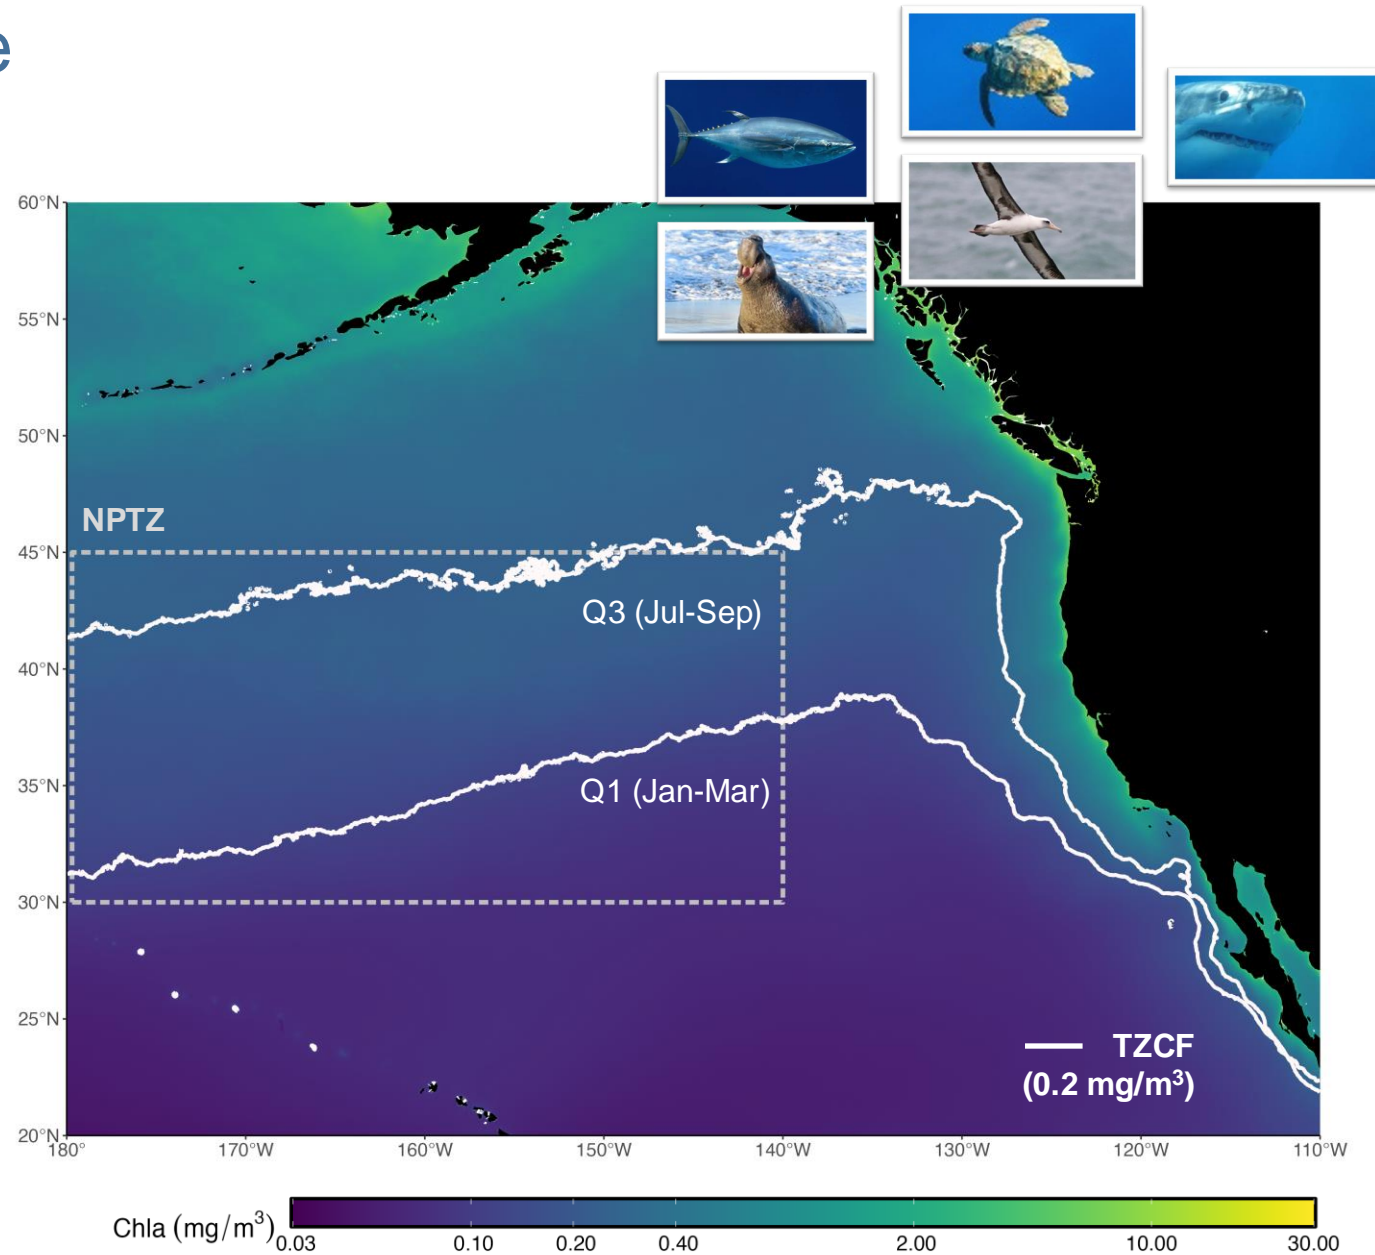 e
60°N
55°N
50°N
NPTZ
45°N
Q3 (Jul-Sep)
40°N
35°N
Q1 (Jan-Mar)
30°N
25°N
TZCF
(0.2 mg/m³)
20°N
180° 170°W 160°W 150°W 140°W 130°W 120°W 110°W
Chla (mg/m³)
0.03 0.10 0.20 0.40 2.00 10.00 30.00